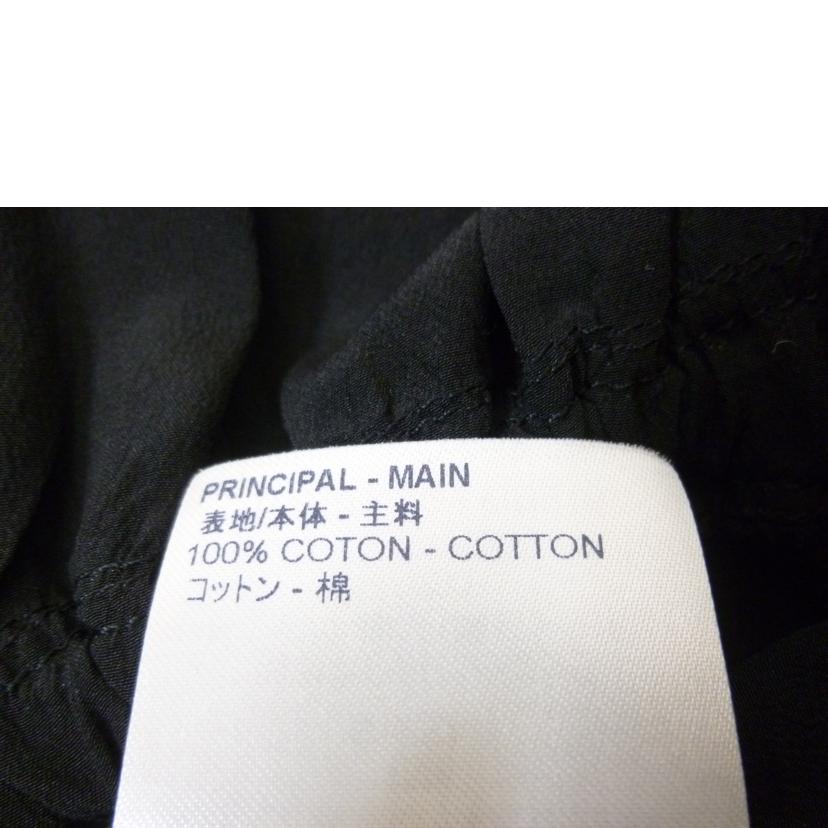 PRINCIPAL - MAIN
表地/本体 - 主料
100% COTON - COTTON
コットン - 棉